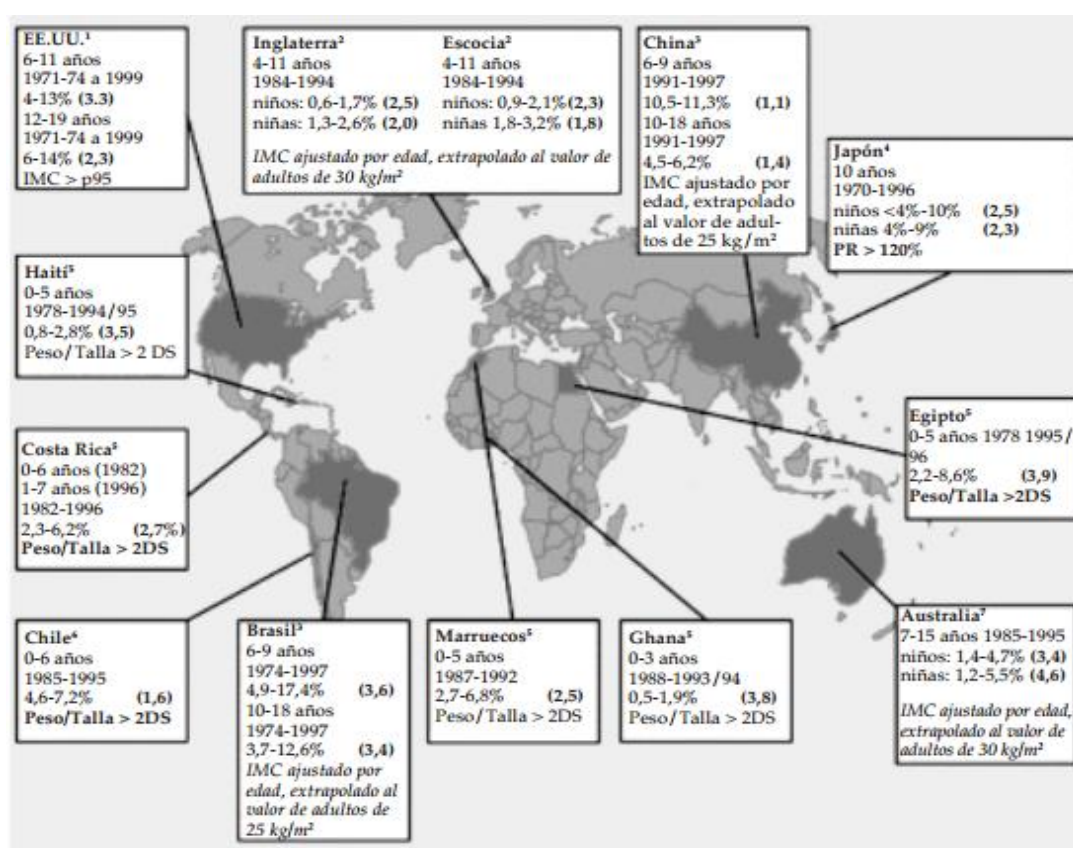 EE.UU.¹
6-11 años
1971-74 a 1999
4-13% (3.3)
12-19 años
1971-74 a 1999
6-14% (2,3)
IMC > p95
Inglaterra²
4-11 años
1984-1994
niños: 0,6-1,7% (2,5)
niñas: 1,3-2,6% (2,0)
Escocia²
4-11 años
1984-1994
niños: 0,9-2,1%(2,3)
niñas 1,8-3,2% (1,8)
IMC ajustado por edad, extrapolado al valor de
adultos de 30 kg/m²
China³
6-9 años
1991-1997
10,5-11,3% (1,1)
10-18 años
1991-1997
4,5-6,2% (1,4)
IMC ajustado por
edad, extrapolado
al valor de adul-
tos de 25 kg/m²
Japón⁴
10 años
1970-1996
niños <4%-10% (2,5)
niñas 4%-9% (2,3)
PR > 120%
Haití⁵
0-5 años
1978-1994/95
0,8-2,8% (3,5)
Peso/Talla > 2 DS
Costa Rica⁵
0-6 años (1982)
1-7 años (1996)
1982-1996
2,3-6,2% (2,7%)
Peso/Talla > 2DS
Egipto⁵
0-5 años 1978 1995/
96
2,2-8,6% (3,9)
Peso/Talla >2DS
Chile⁶
0-6 años
1985-1995
4,6-7,2% (1,6)
Peso/Talla > 2DS
Brasil³
6-9 años
1974-1997
4,9-17,4% (3,6)
10-18 años
1974-1997
3,7-12,6% (3,4)
IMC ajustado por
edad, extrapolado al
valor de adultos de
25 kg/m²
Marruecos⁵
0-5 años
1987-1992
2,7-6,8% (2,5)
Peso/Talla > 2DS
Ghana⁵
0-3 años
1988-1993/94
0,5-1,9% (3,8)
Peso/Talla > 2DS
Australia⁷
7-15 años 1985-1995
niños: 1,4-4,7% (3,4)
niñas: 1,2-5,5% (4,6)
IMC ajustado por edad,
extrapolado al valor de
adultos de 30 kg/m²